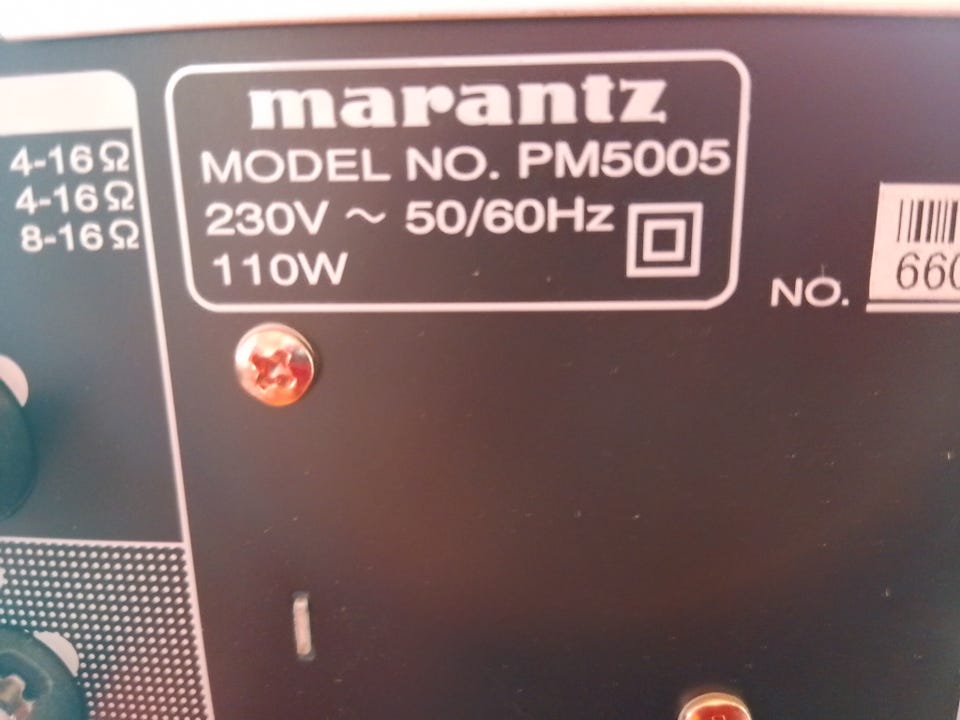 marantz
MODEL NO. PM5005
230V ~ 50/60Hz
110W
4-16Ω
4-16Ω
8-16Ω
NO.
660